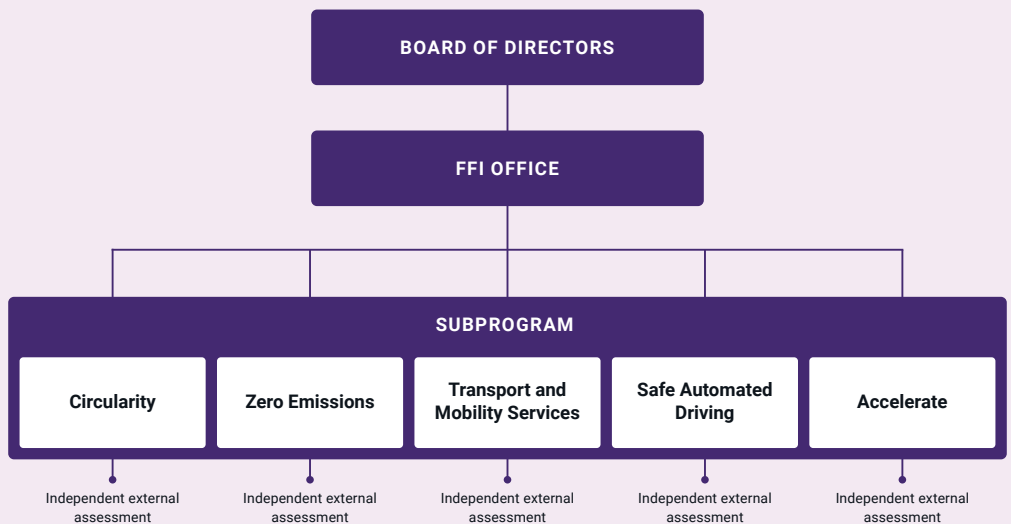 BOARD OF DIRECTORS
FFI OFFICE
SUBPROGRAM
Circularity
Zero Emissions
Transport and
Mobility Services
Safe Automated
Driving
Accelerate
Independent external
assessment
Independent external
assessment
Independent external
assessment
Independent external
assessment
Independent external
assessment